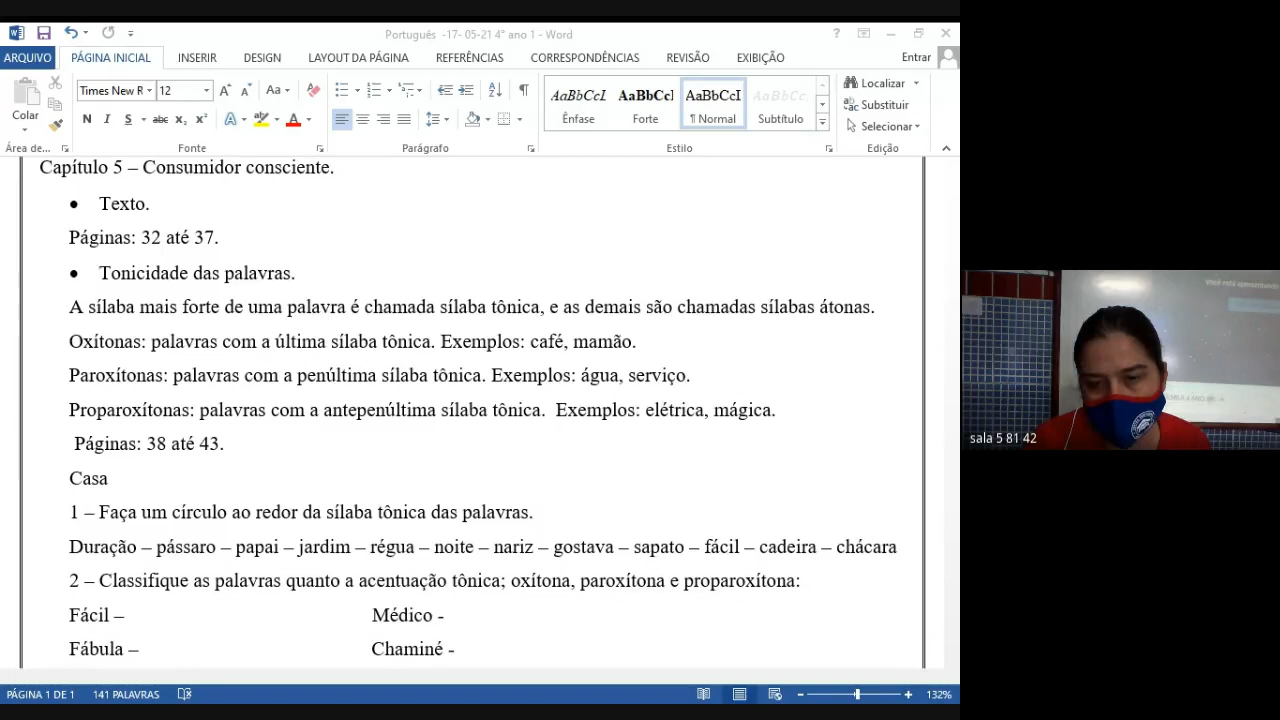 Português -17- 05-21 4° ano 1 - Word
ARQUIVO PÁGINA INICIAL INSERIR DESIGN LAYOUT DA PÁGINA REFERÊNCIAS CORRESPONDÊNCIAS REVISÃO EXIBIÇÃO Entrar
Times New R 12 Aa
Colar
N I S abc x₂ x² A A
AaBbCcI AaBbCcl AaBbCcI AaBbCc
Ênfase Forte ¶ Normal Subtítulo
Localizar
Substituir
Selecionar
Área de... Fonte Parágrafo Estilo Edição
Capítulo 5 – Consumidor consciente.
• Texto.
Páginas: 32 até 37.
• Tonicidade das palavras.
A sílaba mais forte de uma palavra é chamada sílaba tônica, e as demais são chamadas sílabas átonas.
Oxítonas: palavras com a última sílaba tônica. Exemplos: café, mamão.
Paroxítonas: palavras com a penúltima sílaba tônica. Exemplos: água, serviço.
Proparoxítonas: palavras com a antepenúltima sílaba tônica. Exemplos: elétrica, mágica.
Páginas: 38 até 43.
Casa
1 – Faça um círculo ao redor da sílaba tônica das palavras.
Duração – pássaro – papai – jardim – régua – noite – nariz – gostava – sapato – fácil – cadeira – chácara
2 – Classifique as palavras quanto a acentuação tônica; oxítona, paroxítona e proparoxítona:
Fácil – Médico -
Fábula – Chaminé -
PÁGINA 1 DE 1 141 PALAVRAS 132%
sala 5 81 42